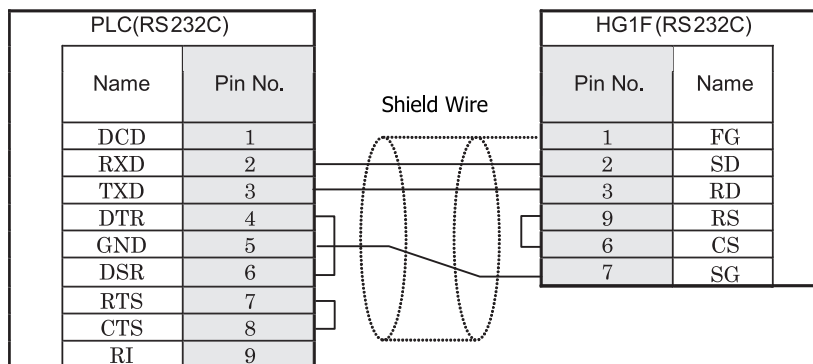 PLC(RS232C) HG1F(RS232C)
Name Pin No. Shield Wire Pin No. Name
DCD 1 1 FG
RXD 2 2 SD
TXD 3 3 RD
DTR 4 9 RS
GND 5 6 CS
DSR 6 7 SG
RTS 7
CTS 8
RI 9